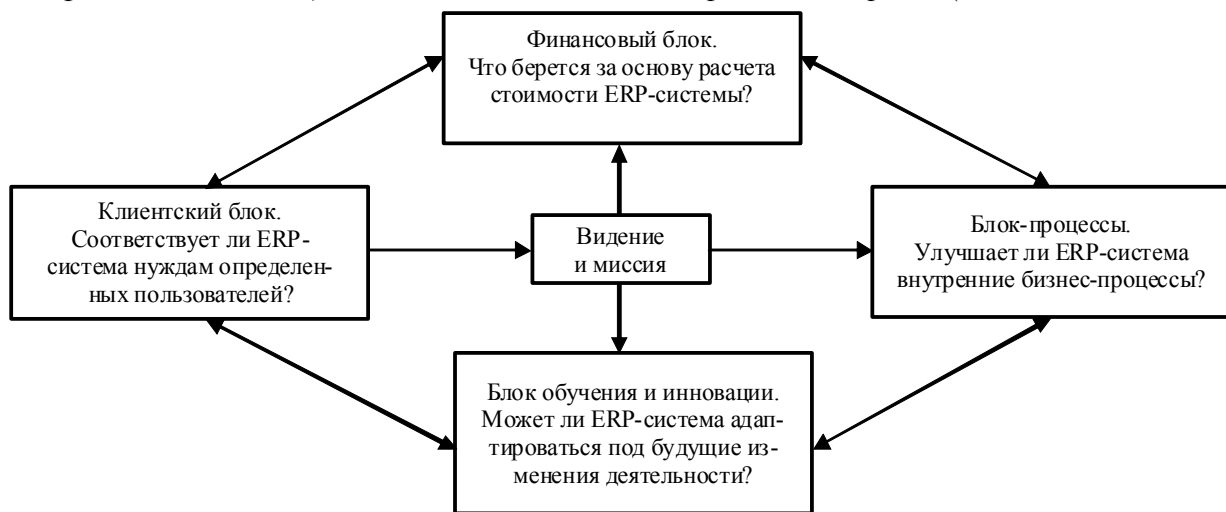 Финансовый блок.
Что берется за основу расчета
стоимости ERP-системы?
Клиентский блок.
Соответствует ли ERP-
система нуждам определен-
ных пользователей?
Видение
и миссия
Блок-процессы.
Улучшает ли ERP-система
внутренние бизнес-процессы?
Блок обучения и инновации.
Может ли ERP-система адап-
тироваться под будущие из-
менения деятельности?